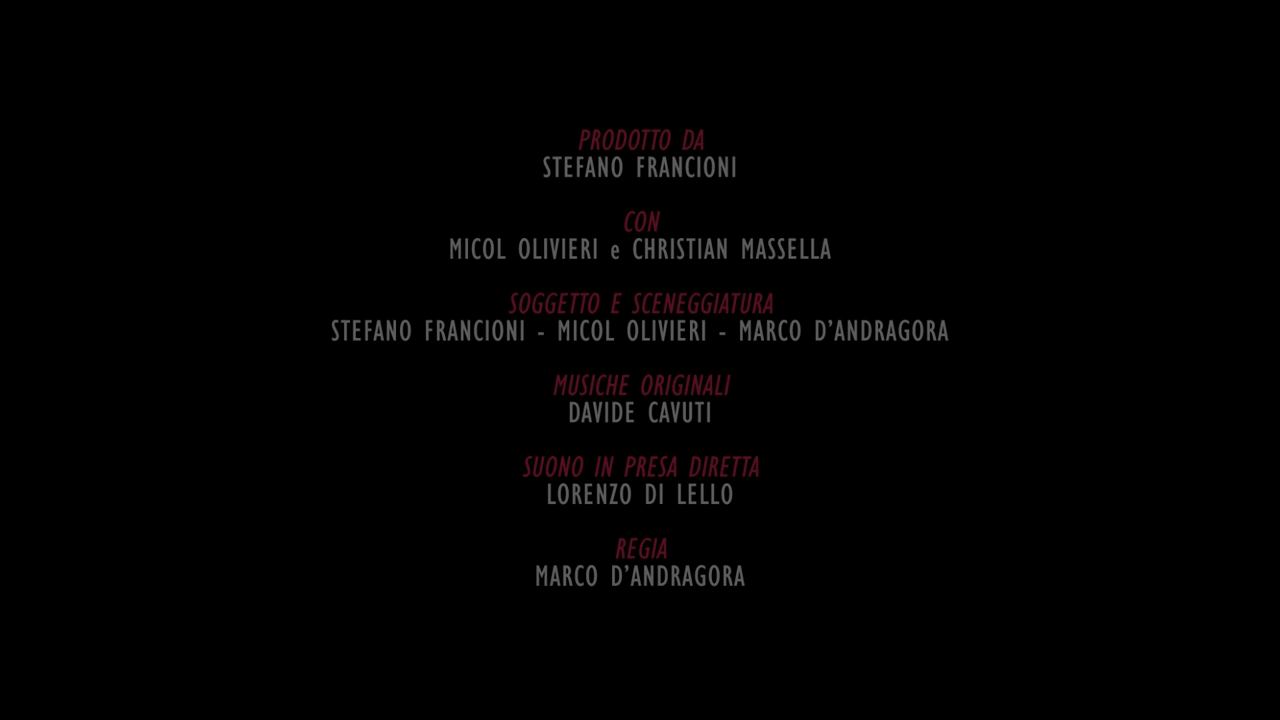 PRODOTTO DA
STEFANO FRANCIONI
CON
MICOL OLIVIERI e CHRISTIAN MASSELLA
SOGGETTO E SCENEGGIATURA
STEFANO FRANCIONI - MICOL OLIVIERI - MARCO D’ANDRAGORA
MUSICHE ORIGINALI
DAVIDE CAVUTI
SUONO IN PRESA DIRETTA
LORENZO DI LELLO
REGIA
MARCO D’ANDRAGORA